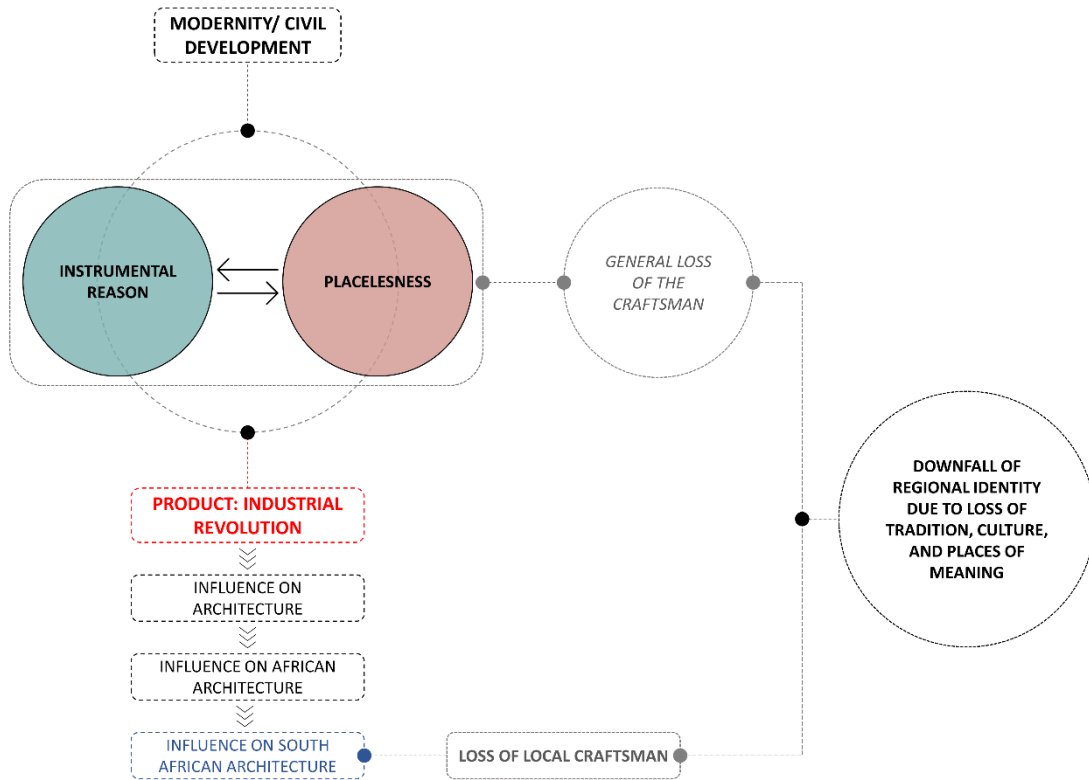 MODERNITY/ CIVIL
DEVELOPMENT
INSTRUMENTAL
REASON
PLACELESNESS
GENERAL LOSS
OF THE
CRAFTSMAN
PRODUCT: INDUSTRIAL
REVOLUTION
INFLUENCE ON
ARCHITECTURE
INFLUENCE ON AFRICAN
ARCHITECTURE
INFLUENCE ON SOUTH
AFRICAN ARCHITECTURE
LOSS OF LOCAL CRAFTSMAN
DOWNFALL OF
REGIONAL IDENTITY
DUE TO LOSS OF
TRADITION, CULTURE,
AND PLACES OF
MEANING